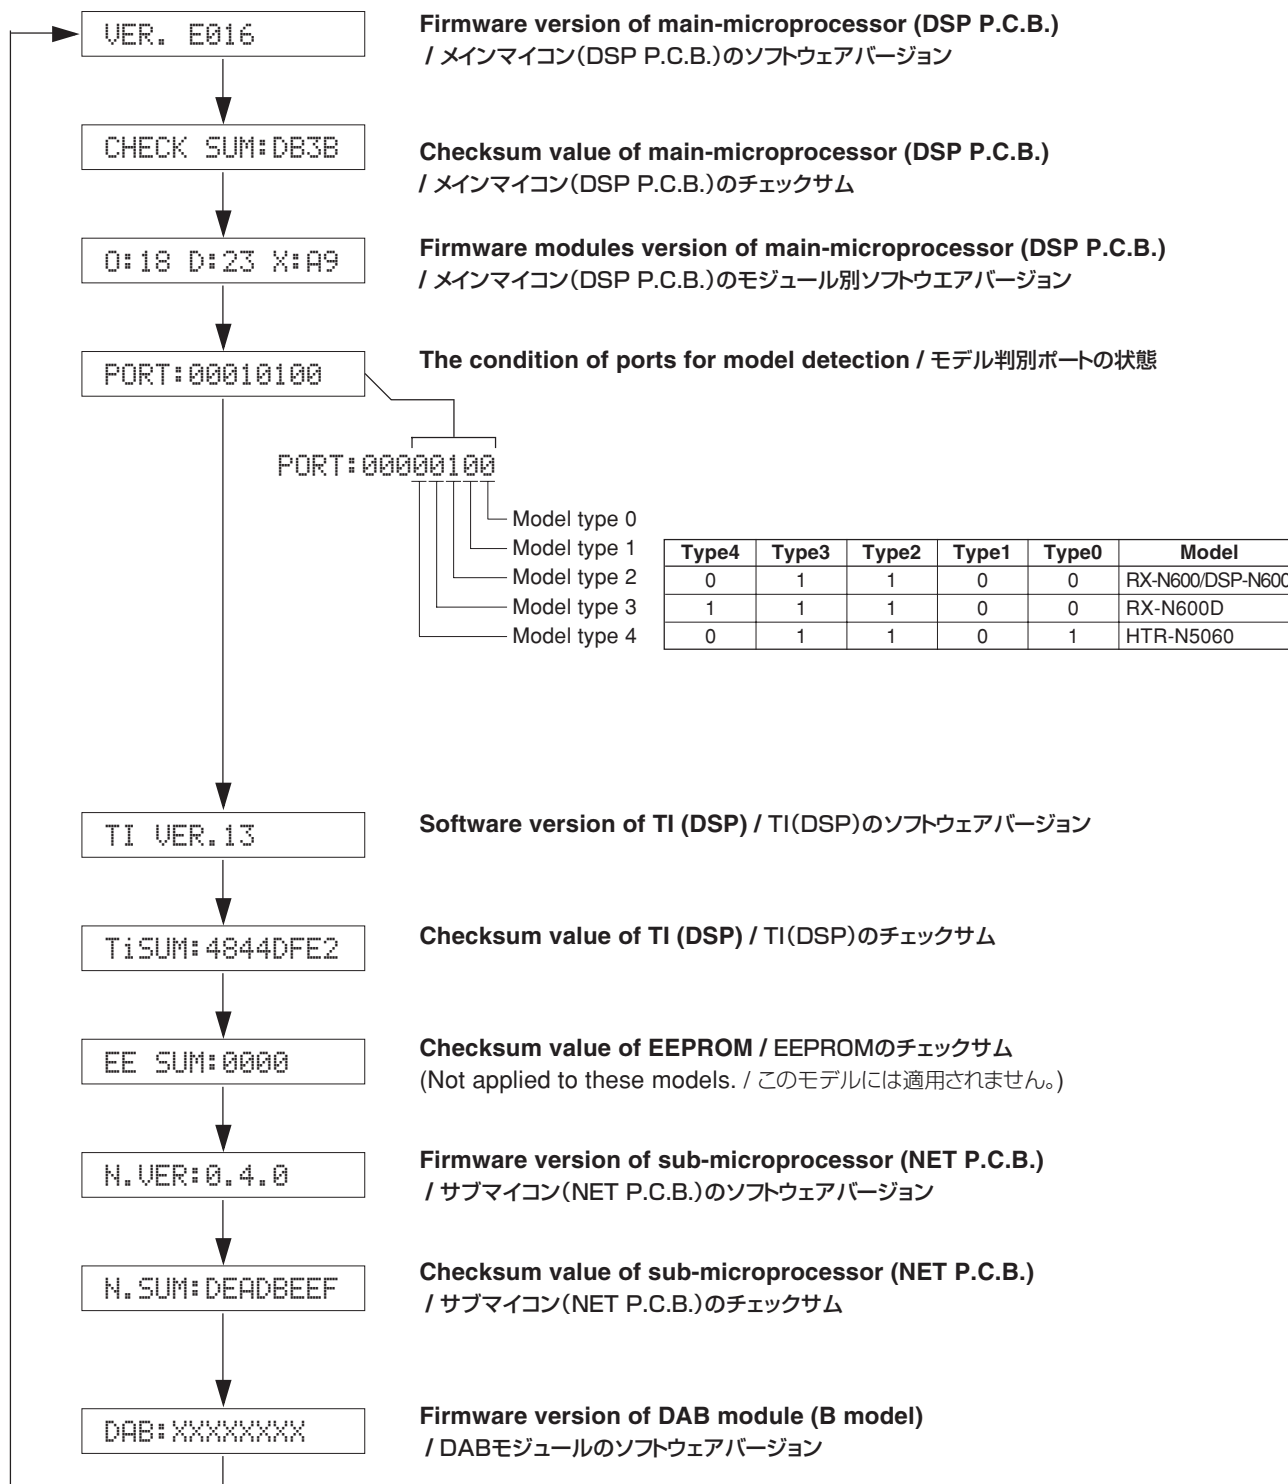 VER. E016
Firmware version of main-microprocessor (DSP P.C.B.)
/ メインマイコン（DSP P.C.B.）のソフトウェアバージョン
CHECK SUM:DB3B
Checksum value of main-microprocessor (DSP P.C.B.)
/ メインマイコン（DSP P.C.B.）のチェックサム
O:18 D:23 X:A9
Firmware modules version of main-microprocessor (DSP P.C.B.)
/ メインマイコン（DSP P.C.B.）のモジュール別ソフトウエアバージョン
PORT:00010100
The condition of ports for model detection / モデル判別ポートの状態
PORT:00000100
Model type 0
Model type 1
Model type 2
Model type 3
Model type 4
Type4 Type3 Type2 Type1 Type0 Model
0 1 1 0 0 RX-N600/DSP-N600
1 1 1 0 0 RX-N600D
0 1 1 0 1 HTR-N5060
TI VER.13
Software version of TI (DSP) / TI（DSP）のソフトウェアバージョン
TiSUM:4844DFE2
Checksum value of TI (DSP) / TI（DSP）のチェックサム
EE SUM:0000
Checksum value of EEPROM / EEPROMのチェックサム
(Not applied to these models. / このモデルには適用されません。)
N.VER:0.4.0
Firmware version of sub-microprocessor (NET P.C.B.)
/ サブマイコン（NET P.C.B.）のソフトウェアバージョン
N.SUM:DEADBEEF
Checksum value of sub-microprocessor (NET P.C.B.)
/ サブマイコン（NET P.C.B.）のチェックサム
DAB:XXXXXXXX
Firmware version of DAB module (B model)
/ DABモジュールのソフトウェアバージョン